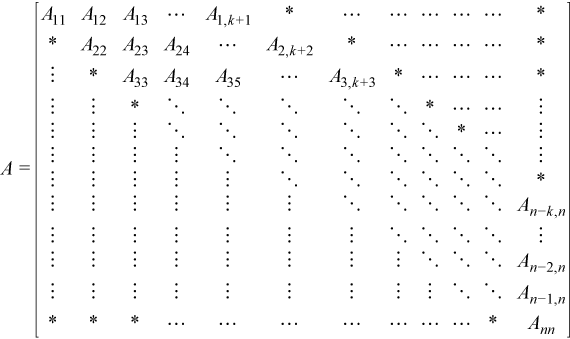 A₁₁ A₁₂ A₁₃ ⋯ A₁,ₖ₊₁ * ⋯ ⋯ ⋯ ⋯ *
* A₂₂ A₂₃ A₂₄ ⋯ A₂,ₖ₊₂ * ⋯ ⋯ ⋯ *
⋮ * A₃₃ A₃₄ A₃₅ ⋯ A₃,ₖ₊₃ * ⋯ ⋯ ⋯ *
⋮ ⋮ * ⋱ ⋱ ⋱ ⋱ ⋱ * ⋯ ⋯ ⋮
⋮ ⋮ ⋮ ⋱ ⋱ ⋱ ⋱ ⋱ ⋱ * ⋯ ⋮
⋮ ⋮ ⋮ ⋮ ⋱ ⋱ ⋱ ⋱ ⋱ ⋱ ⋱ ⋮
A = ⋮ ⋮ ⋮ ⋮ ⋮ ⋱ ⋱ ⋱ ⋱ ⋱ ⋱ *
⋮ ⋮ ⋮ ⋮ ⋮ ⋮ ⋱ ⋱ ⋱ ⋱ ⋱ Aₙ₋ₖ,ₙ
⋮ ⋮ ⋮ ⋮ ⋮ ⋮ ⋮ ⋱ ⋱ ⋱ ⋱ ⋮
⋮ ⋮ ⋮ ⋮ ⋮ ⋮ ⋮ ⋮ ⋱ ⋱ ⋱ Aₙ₋₂,ₙ
⋮ ⋮ ⋮ ⋮ ⋮ ⋮ ⋮ ⋮ ⋮ ⋱ ⋱ Aₙ₋₁,ₙ
* * * ⋯ ⋯ ⋯ ⋯ ⋯ ⋯ ⋯ * Aₙₙ